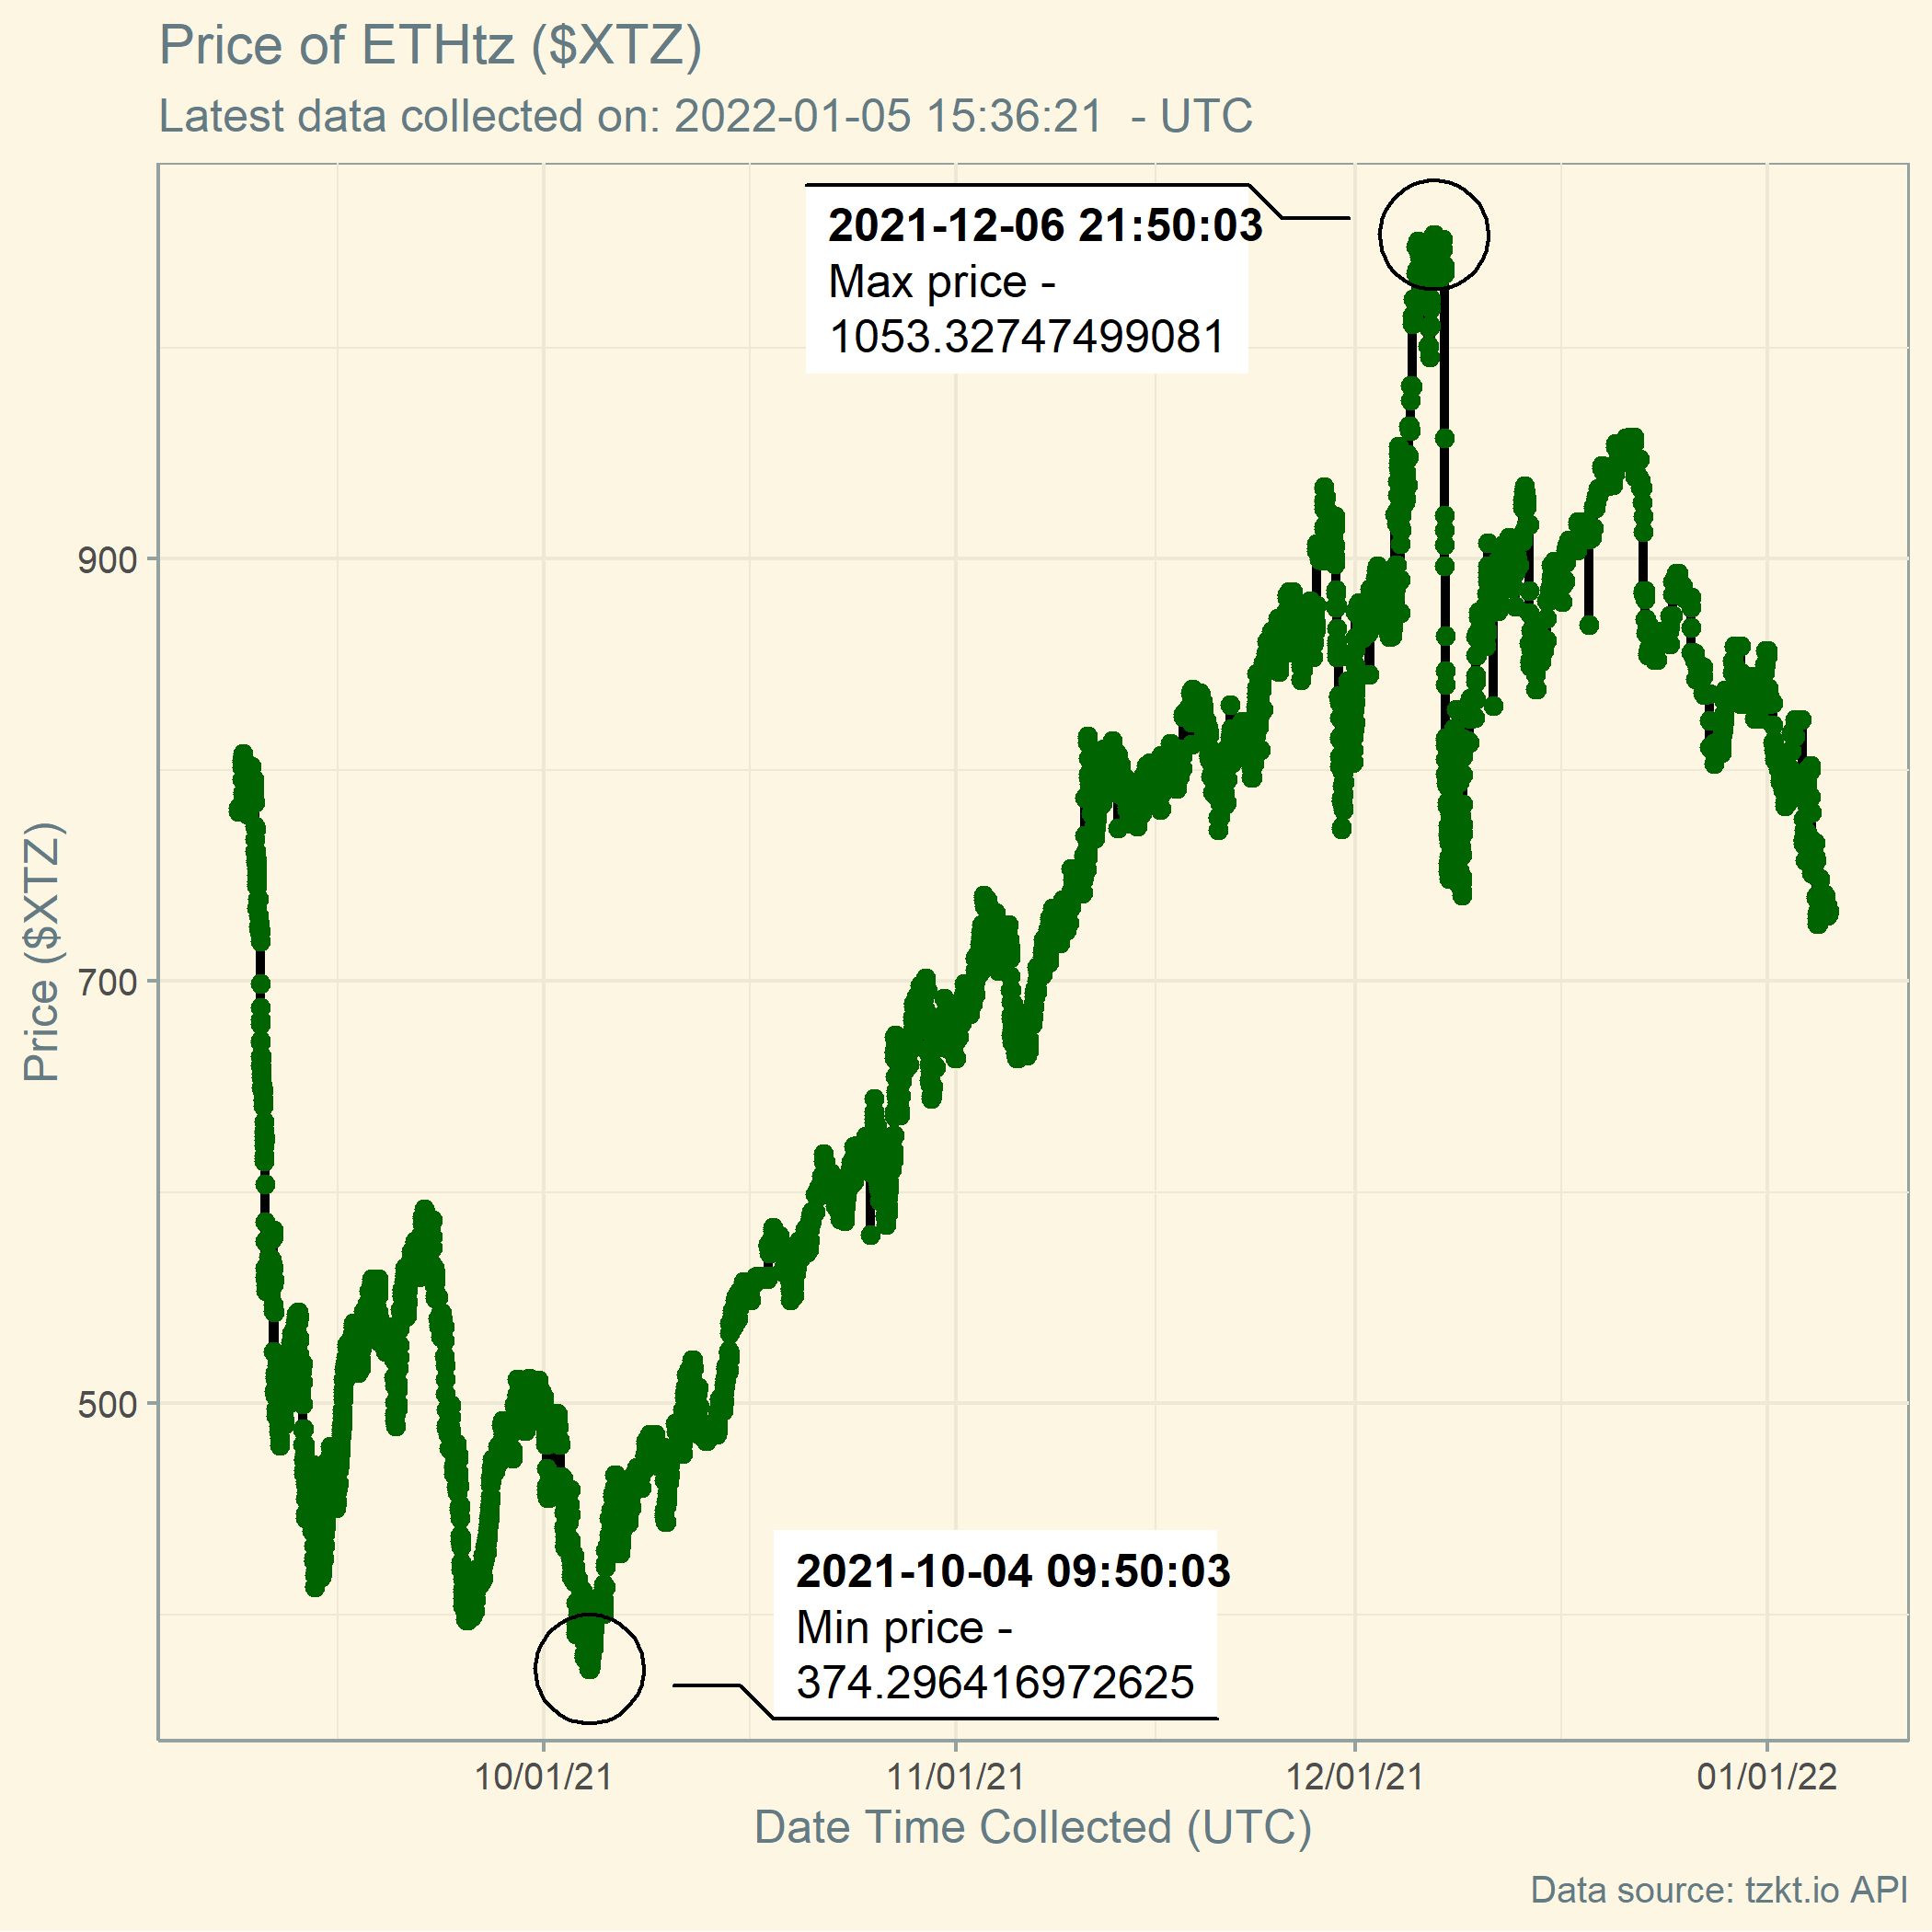 Price of ETHtz ($XTZ)
Latest data collected on: 2022-01-05 15:36:21  - UTC
2021-12-06 21:50:03
Max price -
1053.32747499081
900
700
500
Price ($XTZ)
2021-10-04 09:50:03
Min price -
374.296416972625
10/01/21
11/01/21
12/01/21
01/01/22
Date Time Collected (UTC)
Data source: tzkt.io API